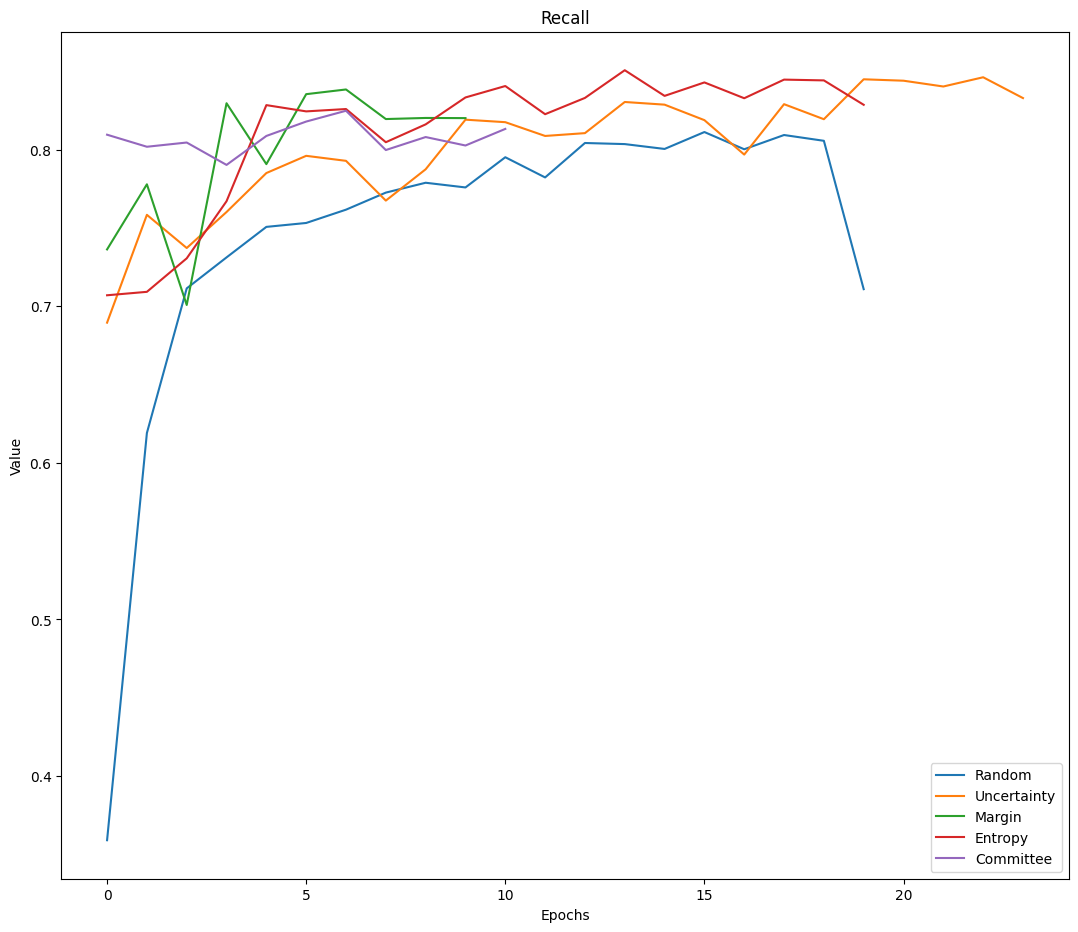 Recall
Value
0.8
0.7
0.6
0.5
0.4
0
5
10
15
20
Epochs
Random
Uncertainty
Margin
Entropy
Committee